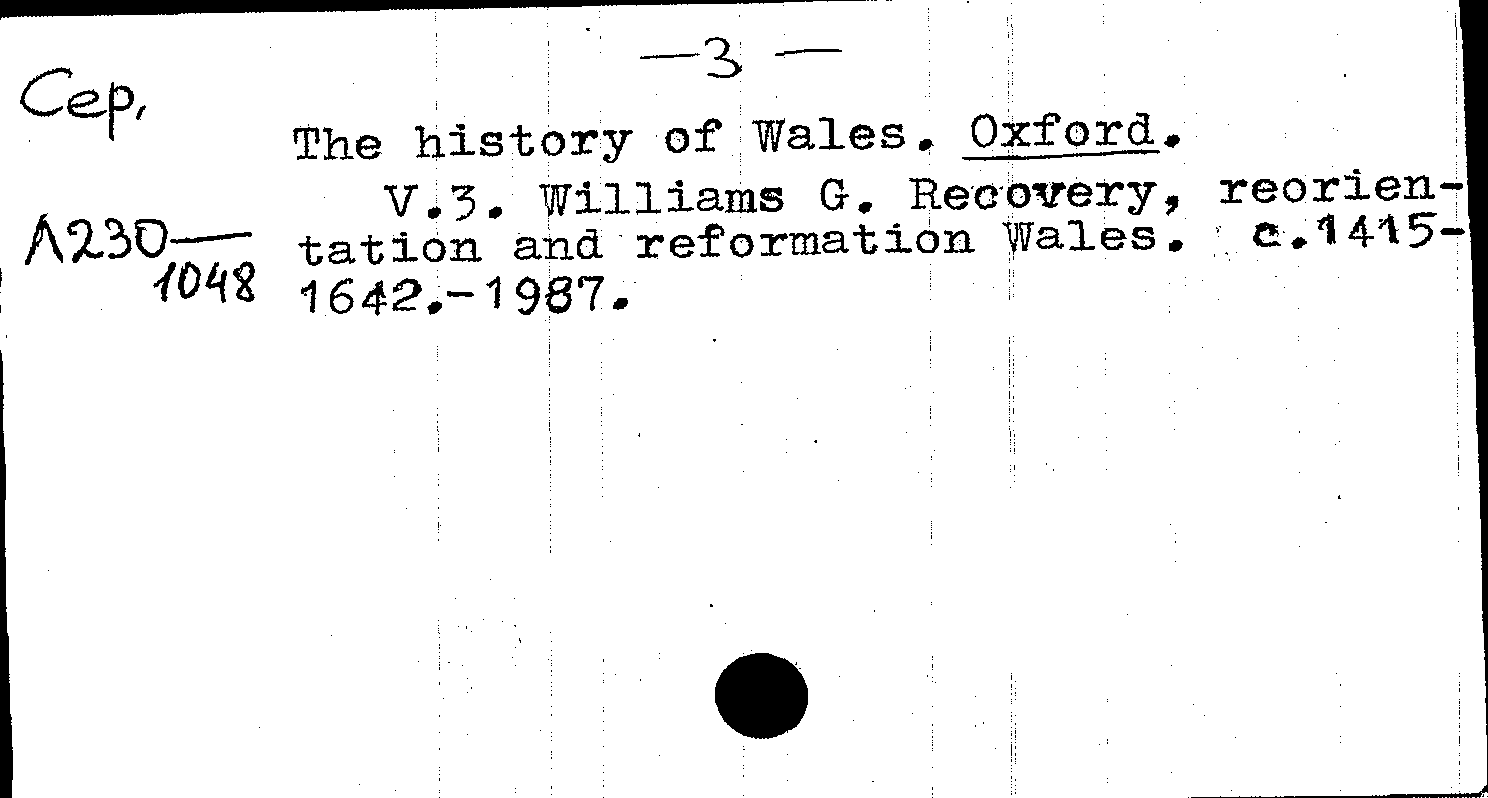 — 3 —
Сер,
The history of Wales. Oxford.
V.3. Williams G. Recovery, reorien-
Λ230—
tation and reformation Wales. c.1415-
1048
1642.-1987.